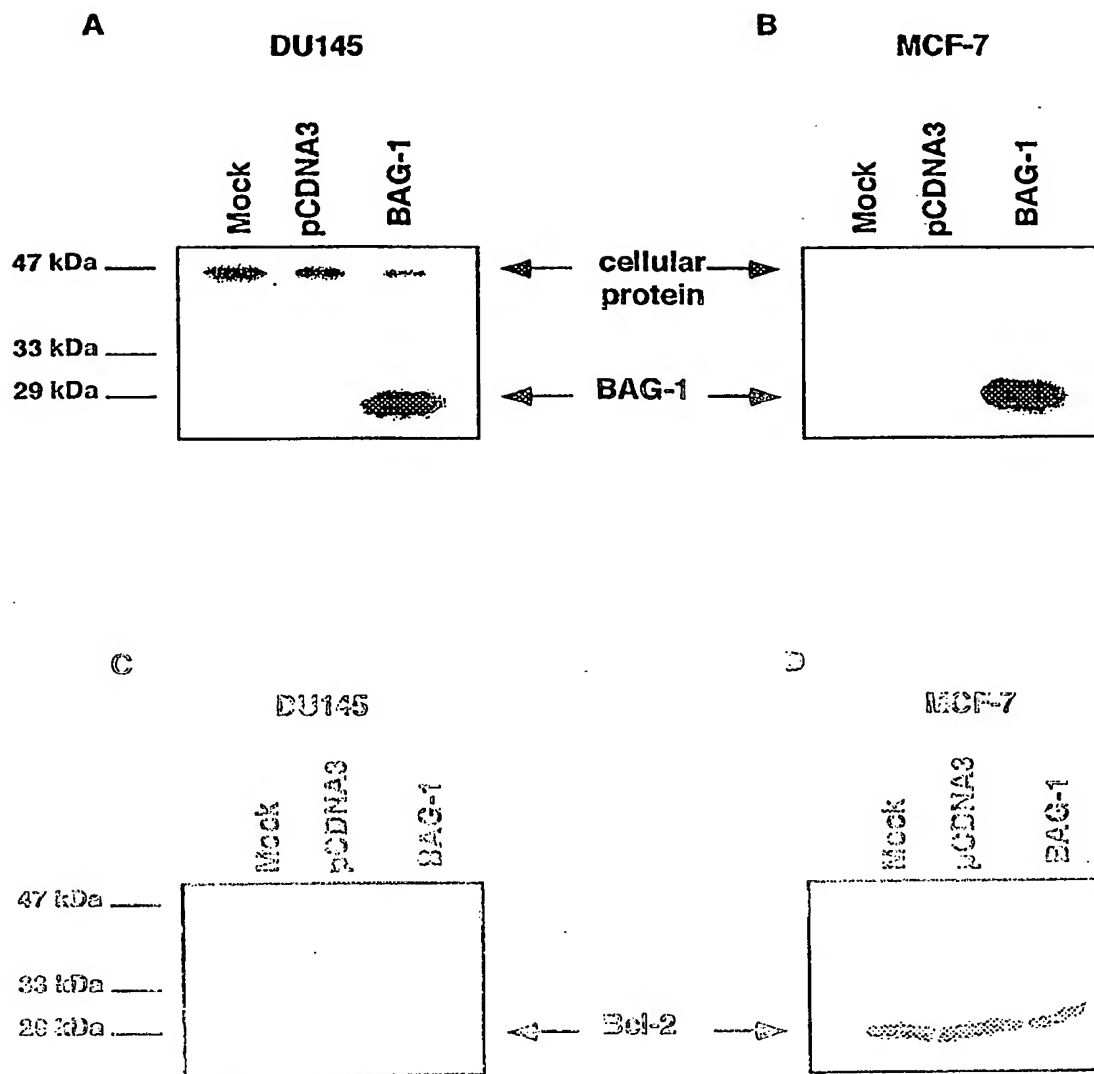 A
DU145
B
MCF-7
Mock
pCDNA3
BAG-1
Mock
pCDNA3
BAG-1
47 kDa
33 kDa
29 kDa
cellular
protein
BAG-1
C
DU145
D
MCF-7
Mock
pCDNA3
BAG-1
Mock
pCDNA3
BAG-1
47 kDa
33 kDa
29 kDa
Bcl-2